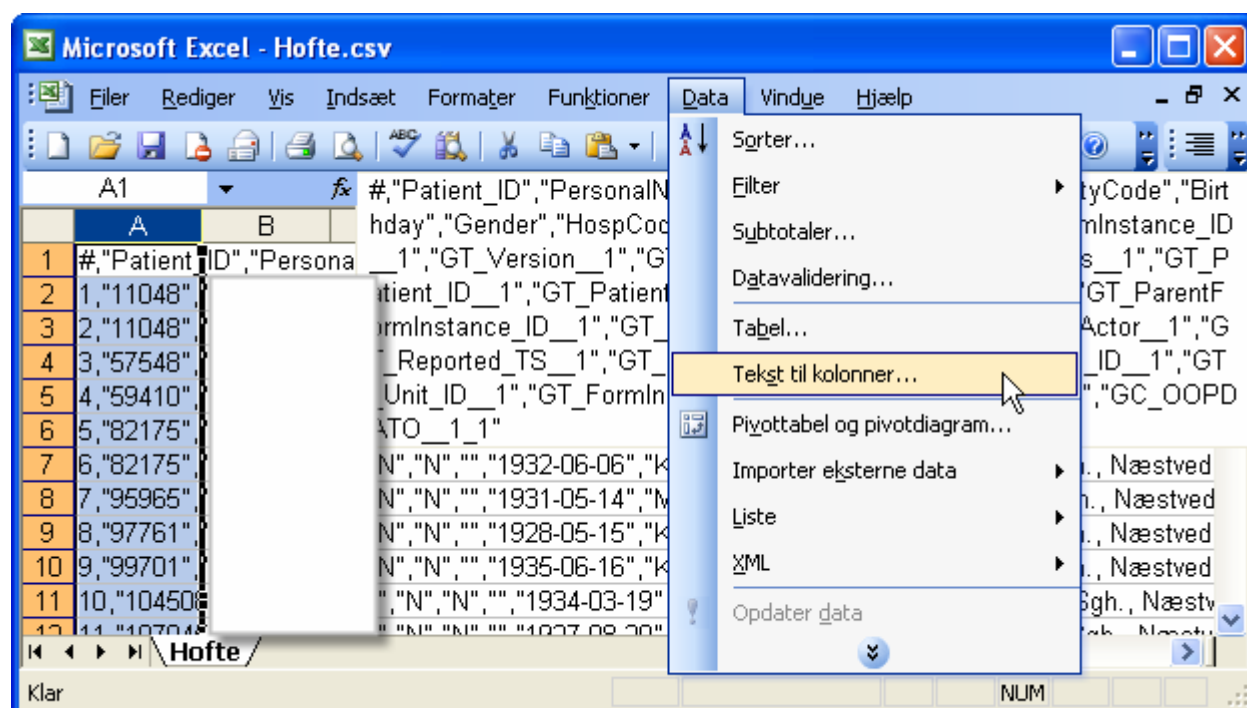 Microsoft Excel - Hofte.csv
Filer Rediger Vis Indsæt Formater Funktioner Data Vindue Hjælp
A1 fx #,"Patient_ID","PersonalN tyCode","Birt
hday","Gender","HospCod mInstance_ID
__1","GT_Version__1","G s__1","GT_P
atient_ID__1","GT_Patient "GT_ParentF
ormInstance_ID__1","GT_ Actor__1","G
T_Reported_TS__1","GT_ _ID__1","GT
_Unit_ID__1","GT_FormIn ","GC_OOPD
ATO__1_1"
A B
1 #,"Patient_ID","Persona
2 1,"11048",
3 2,"11048",
4 3,"57548",
5 4,"59410",
6 5,"82175",
7 6,"82175", N","N","","1932-06-06","K ., Næstved
8 7,"95965", N","N","","1931-05-14","M h., Næstved
9 8,"97761", N","N","","1928-05-15","K ., Næstved
10 9,"99701", N","N","","1935-06-16","K ., Næstved
11 10,"104508 ","N","N","","1934-03-19" Sgh., Næstv
Sorter...
Filter
Subtotaler...
Datavalidering...
Tabel...
Tekst til kolonner...
Pivottabel og pivotdiagram...
Importer eksterne data
Liste
XML
Opdater data
Hofte
Klar NUM